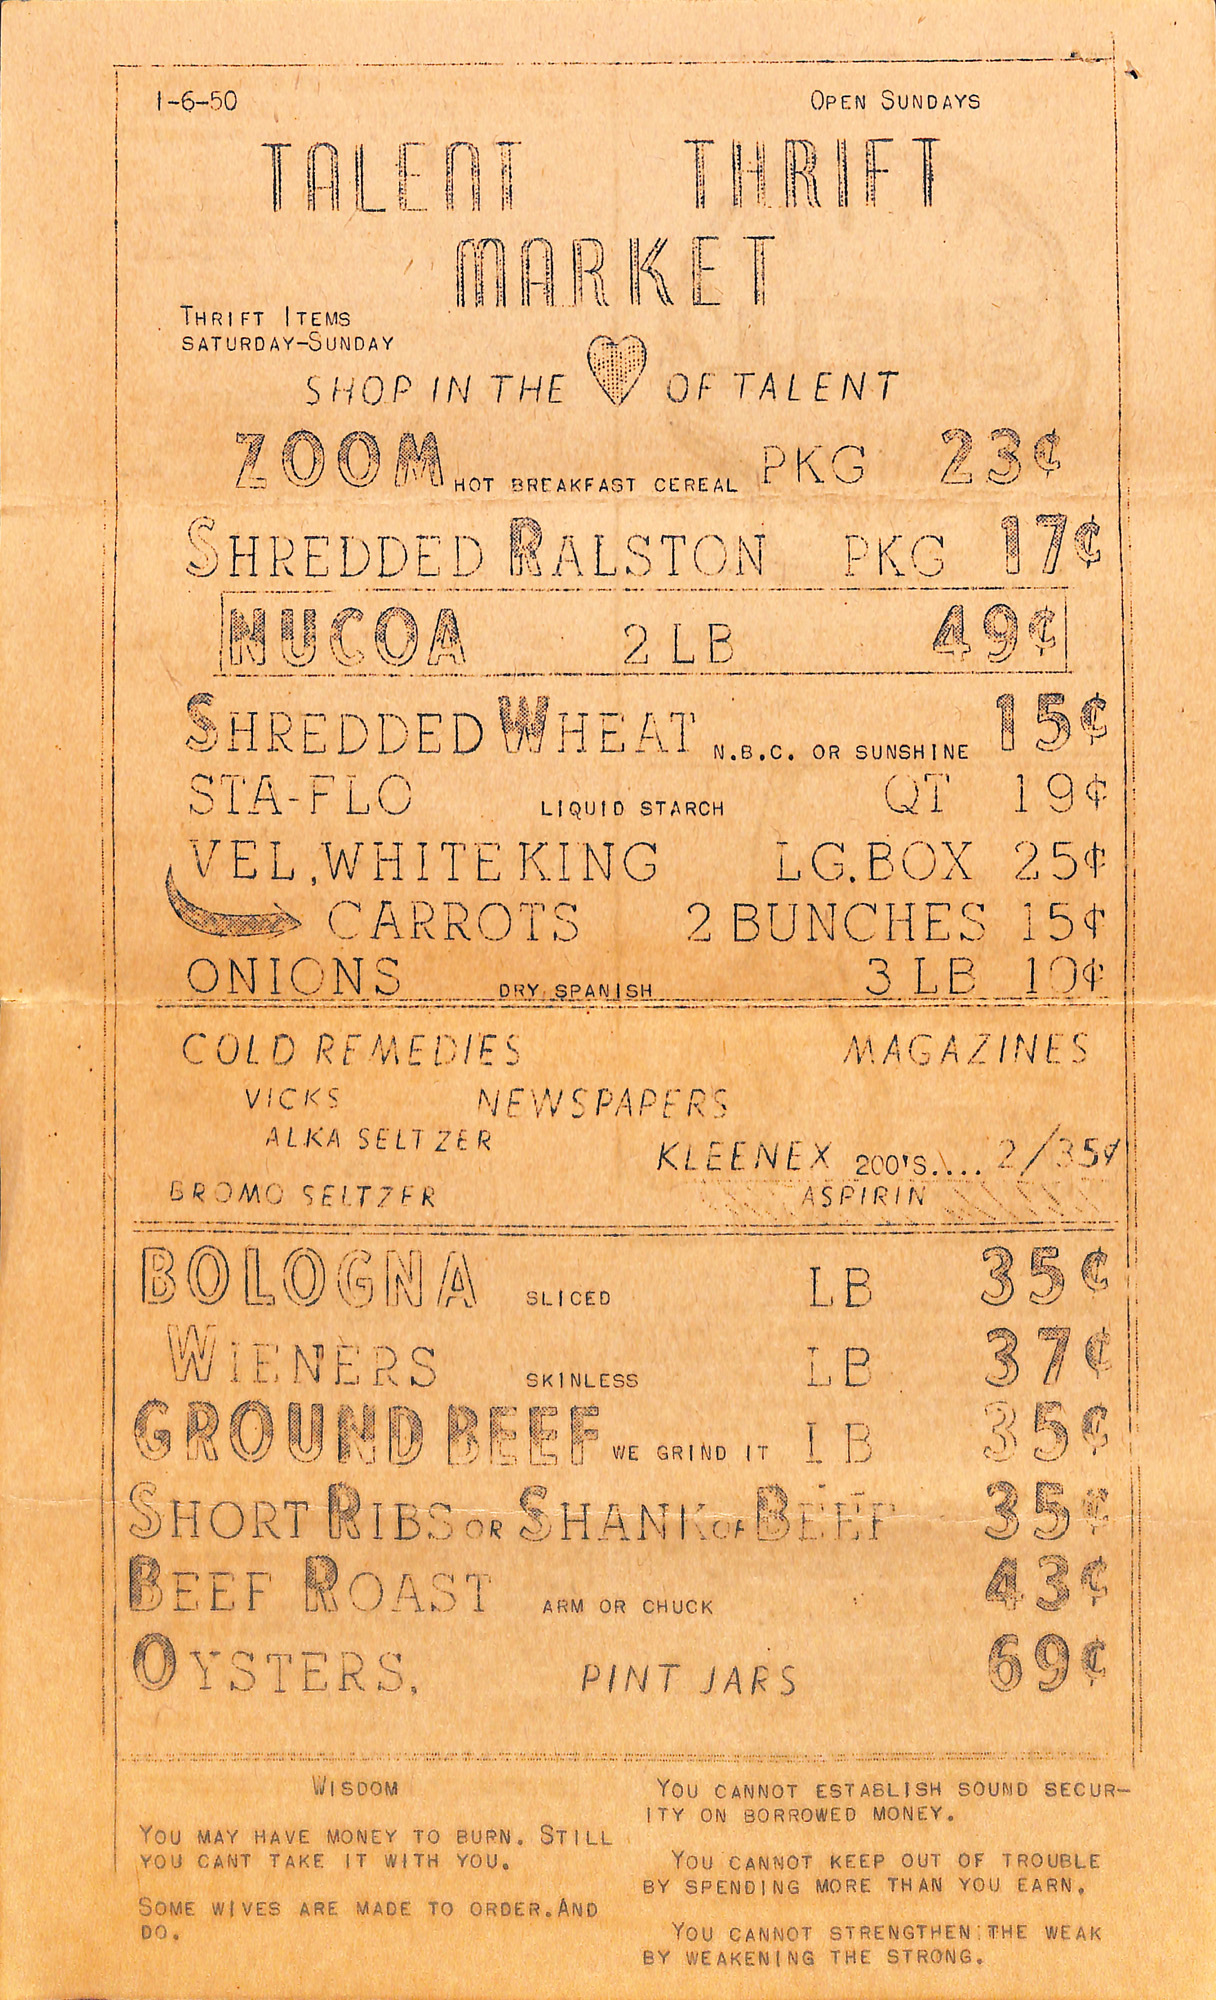 1-6-50 OPEN SUNDAYS
TALENT THRIFT
MARKET
THRIFT ITEMS
SATURDAY-SUNDAY
SHOP IN THE OF TALENT
ZOOM HOT BREAKFAST CEREAL PKG 23¢
SHREDDED RALSTON PKG 17¢
NUCOA 2 LB 49¢
SHREDDED WHEAT N.B.C. OR SUNSHINE 15¢
STA-FLO LIQUID STARCH QT 19¢
VEL, WHITE KING LG. BOX 25¢
CARROTS 2 BUNCHES 15¢
ONIONS DRY SPANISH 3 LB 10¢
COLD REMEDIES MAGAZINES
VICKS NEWSPAPERS
ALKA SELTZER
KLEENEX 200'S.... 2/35¢
BROMO SELTZER ASPIRIN
BOLOGNA SLICED LB 35¢
WIENERS SKINLESS LB 37¢
GROUND BEEF WE GRIND IT LB 35¢
SHORT RIBS OR SHANK OF BEEF 35¢
BEEF ROAST ARM OR CHUCK 43¢
OYSTERS, PINT JARS 69¢
WISDOM
YOU MAY HAVE MONEY TO BURN. STILL
YOU CANT TAKE IT WITH YOU.
SOME WIVES ARE MADE TO ORDER.AND
DO.
YOU CANNOT ESTABLISH SOUND SECUR-
ITY ON BORROWED MONEY.
YOU CANNOT KEEP OUT OF TROUBLE
BY SPENDING MORE THAN YOU EARN.
YOU CANNOT STRENGTHEN THE WEAK
BY WEAKENING THE STRONG.